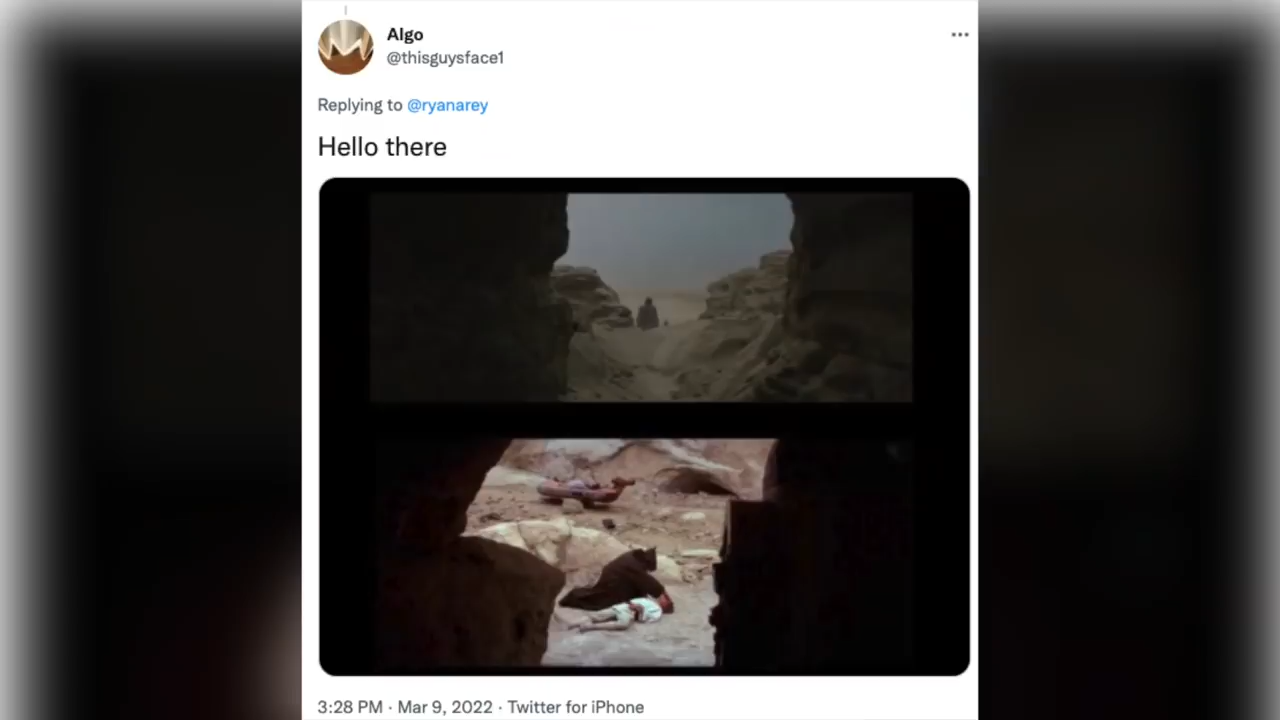 Algo
@thisguysface1
Replying to @ryanarey
Hello there
3:28 PM · Mar 9, 2022 · Twitter for iPhone